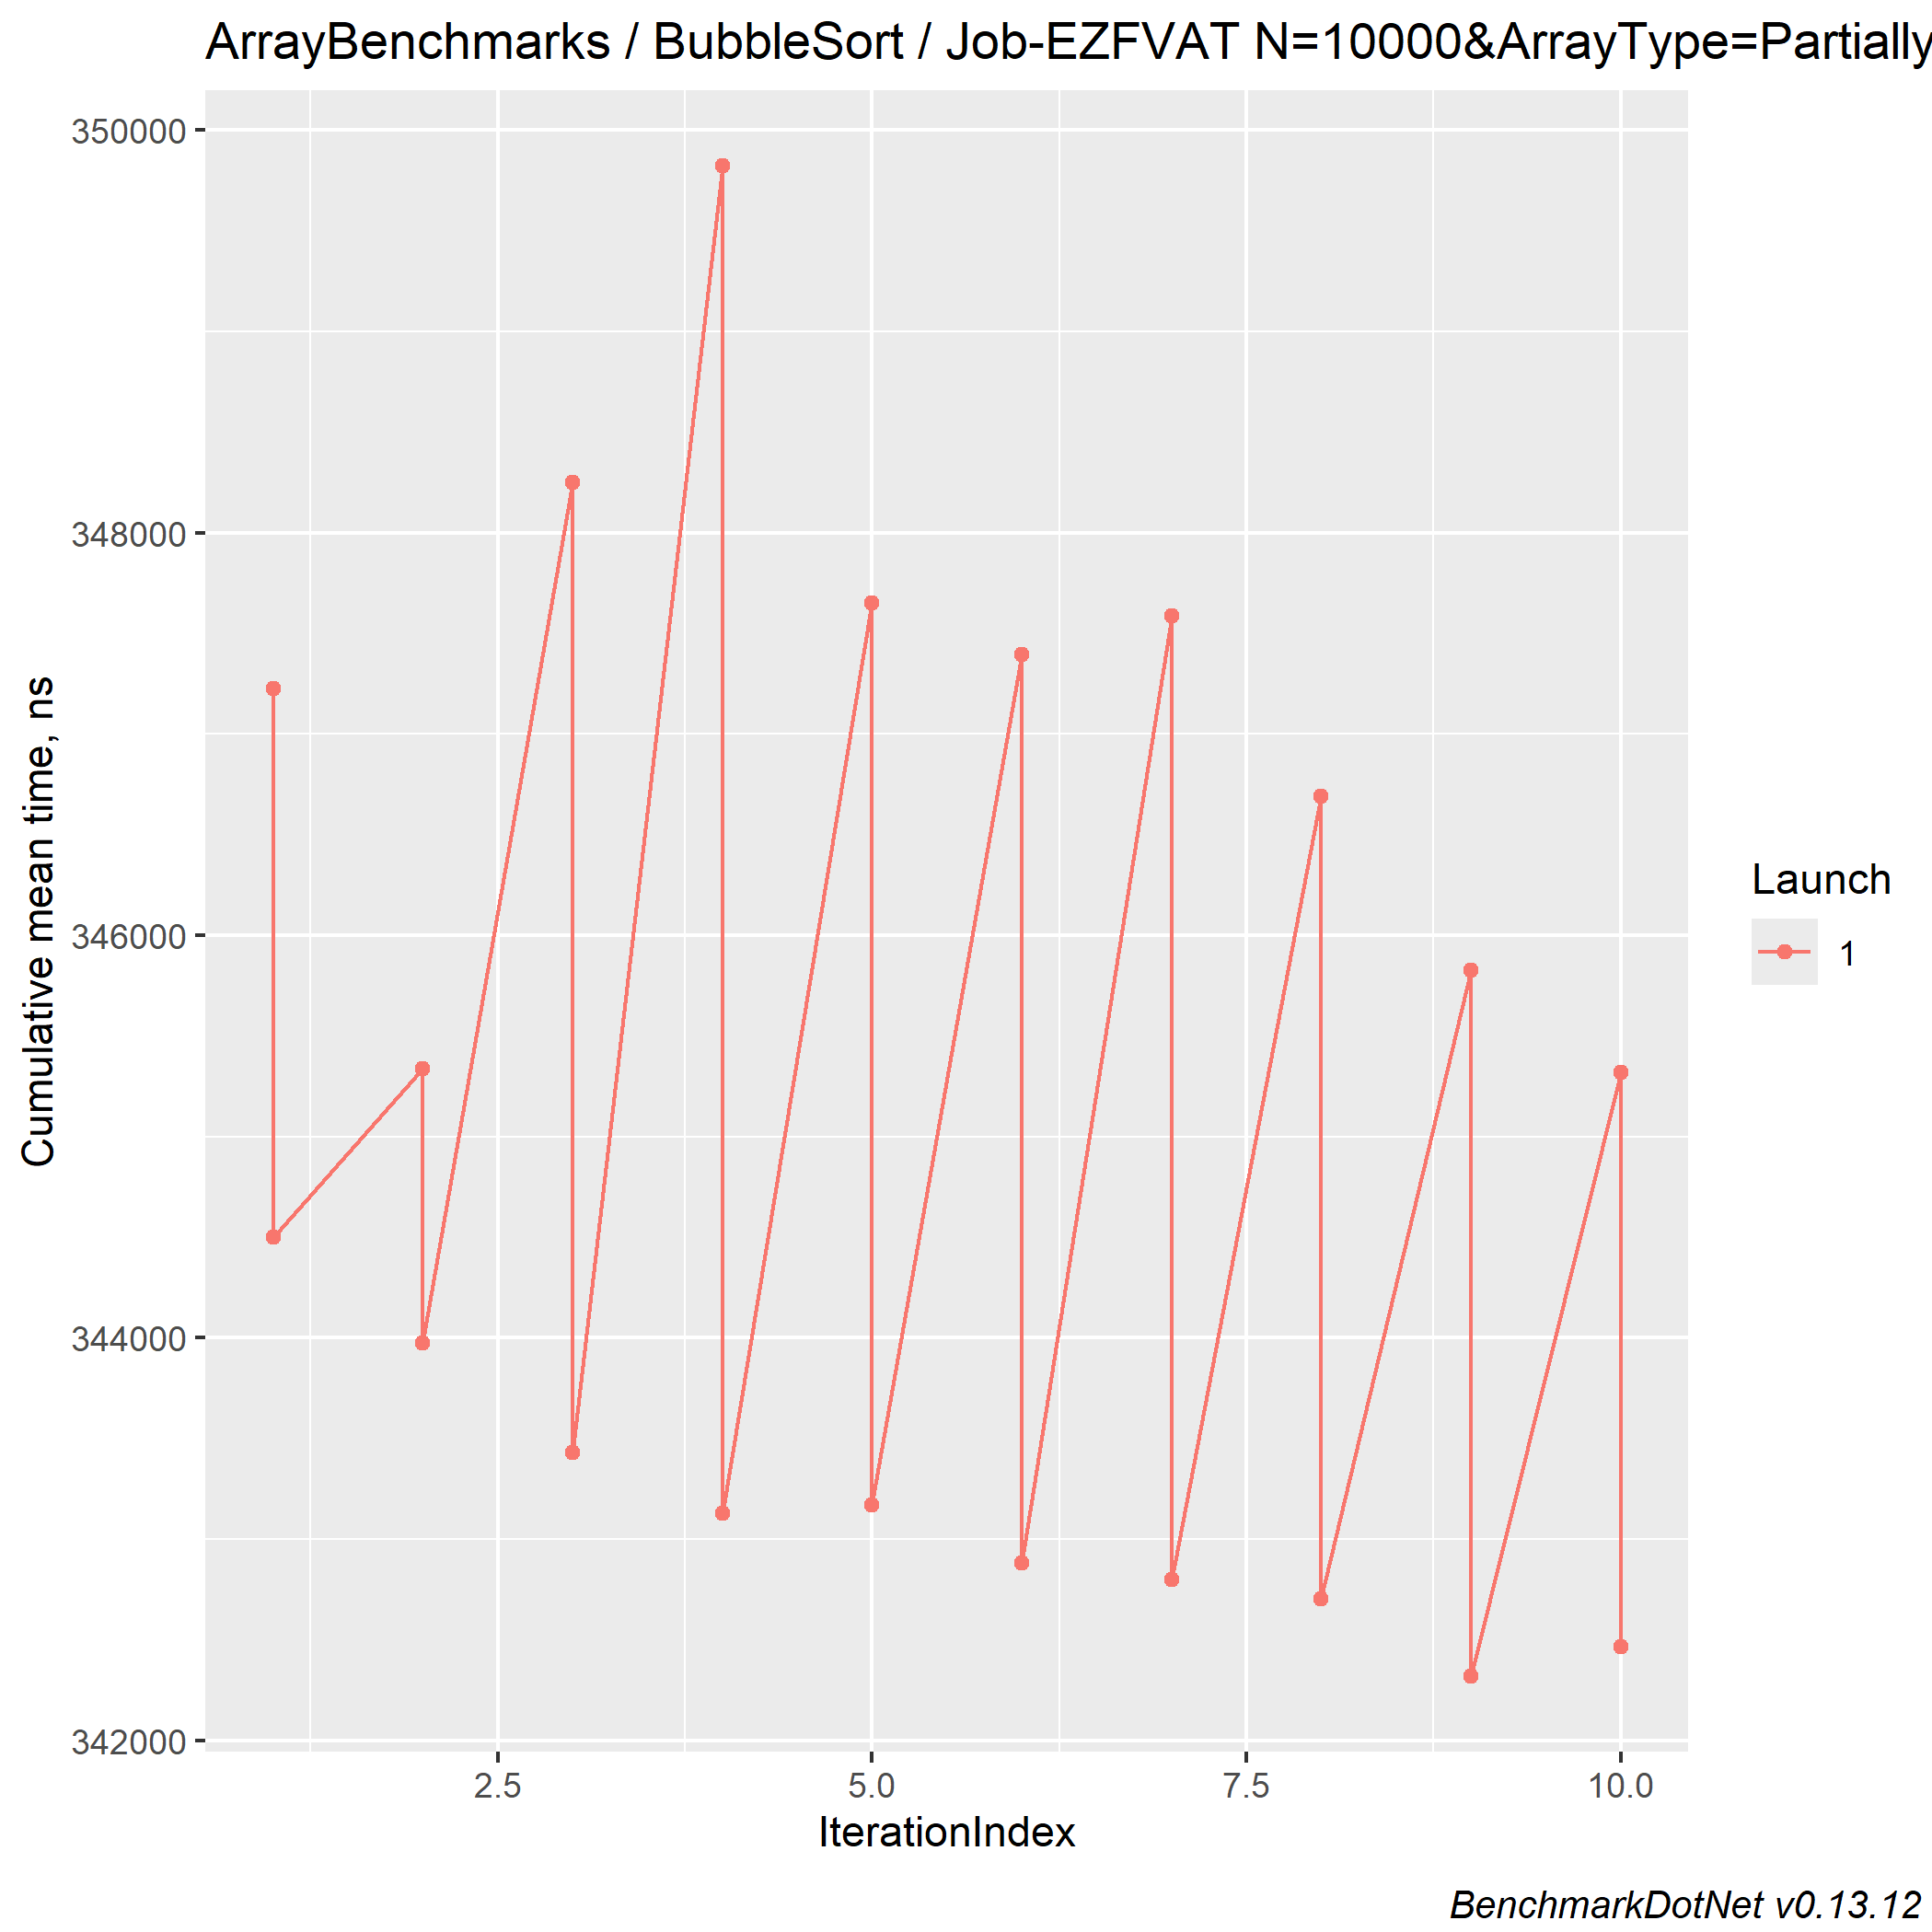 ArrayBenchmarks / BubbleSort / Job-EZFVAT N=10000&ArrayType=Partially
350000
348000
346000
344000
342000
Cumulative mean time, ns
2.5 5.0 7.5 10.0
IterationIndex
Launch
1
BenchmarkDotNet v0.13.12